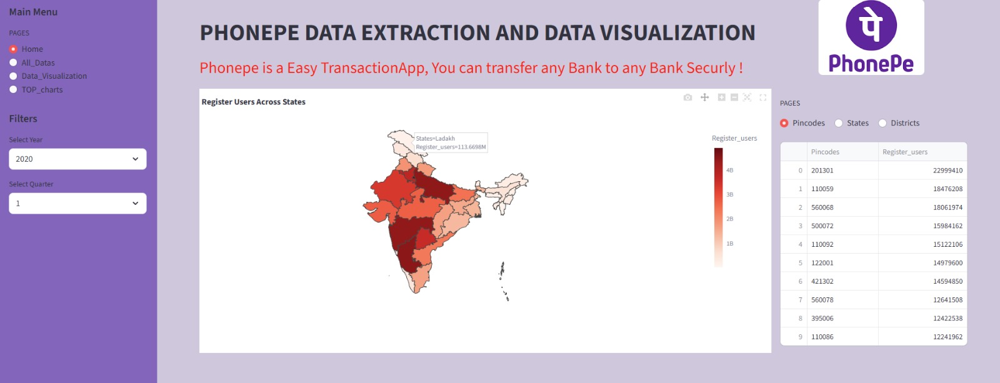 Main Menu
PAGES
Home
All_Datas
Data_Visualization
TOP_charts
Filters
Select Year
2020
Select Quarter
1
PHONEPE DATA EXTRACTION AND DATA VISUALIZATION
Phonepe is a Easy TransactionApp, You can transfer any Bank to any Bank Securly !
पे
PhonePe
Register Users Across States
States=Ladakh
Register_users=113.6698M
Register_users
4B
3B
2B
1B
PAGES
Pincodes States Districts
Pincodes Register_users
0 201301 22999410
1 110059 18476208
2 560068 18061974
3 500072 15984162
4 110092 15122106
5 122001 14979600
6 421302 14594850
7 560078 12641508
8 395006 12422538
9 110086 12241962